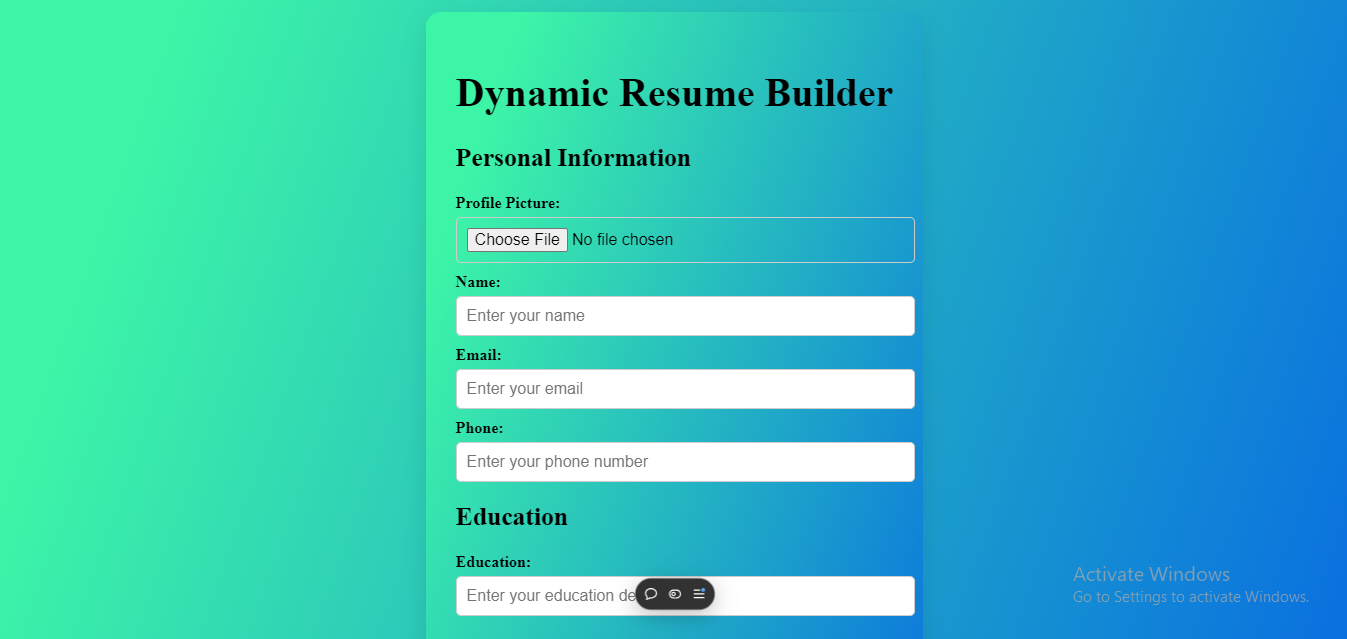 Dynamic Resume Builder
Personal Information
Profile Picture:
Choose File No file chosen
Name:
Enter your name
Email:
Enter your email
Phone:
Enter your phone number
Education
Education:
Enter your education de
Activate Windows
Go to Settings to activate Windows.